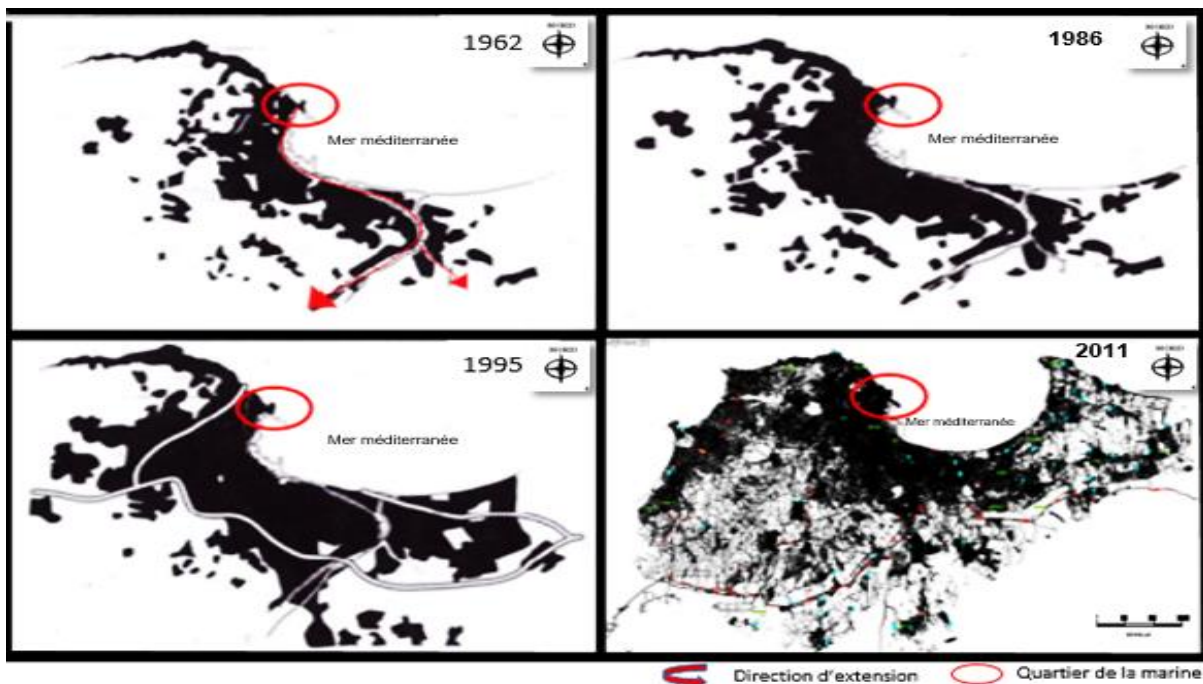 1962
Mer méditerranée
1986
Mer méditerranée
1995
Mer méditerranée
2011
Mer méditerranée
Direction d'extension
Quartier de la marine